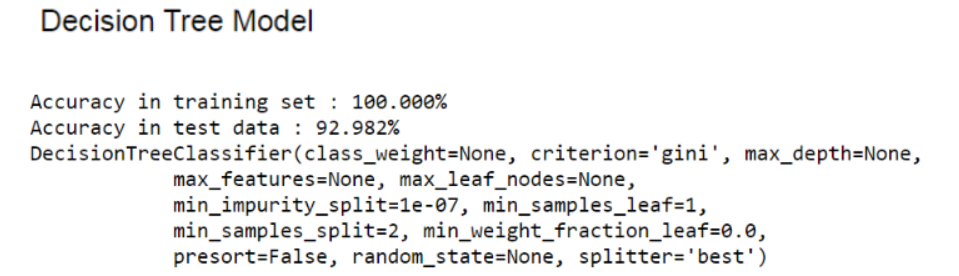 Decision Tree Model
Accuracy in training set : 100.000%
Accuracy in test data : 92.982%
DecisionTreeClassifier(class_weight=None, criterion='gini', max_depth=None,
max_features=None, max_leaf_nodes=None,
min_impurity_split=1e-07, min_samples_leaf=1,
min_samples_split=2, min_weight_fraction_leaf=0.0,
presort=False, random_state=None, splitter='best')